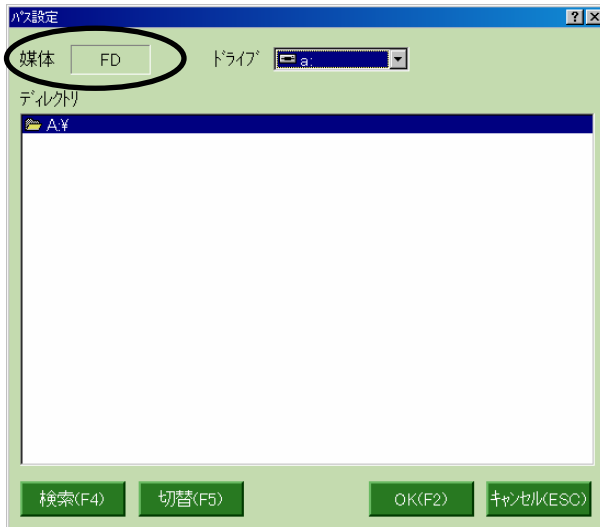 ﾊﾟｽ設定
媒体 FD ﾄﾞﾗｲﾌﾞ a:
ﾃﾞｨﾚｸﾄﾘ
A:¥
検索(F4) 切替(F5) OK(F2) ｷｬﾝｾﾙ(ESC)